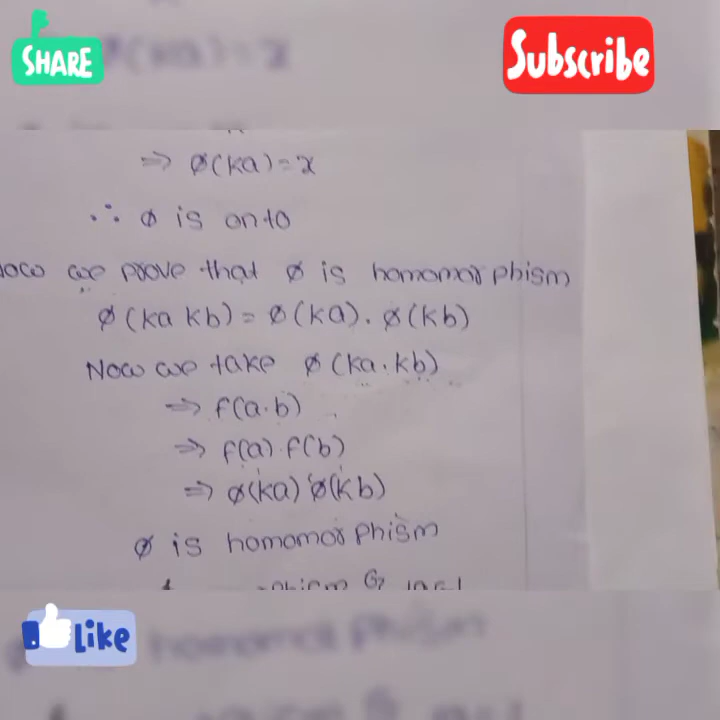 SHARE
Subscribe
⇒ ø(ka)=x
∴ ø is onto
we prove that ø is homomorphism
ø(ka kb) = ø(ka). ø(kb)
Now we take ø(ka.kb)
⇒ f(a.b)
⇒ f(a).f(b)
⇒ ø(ka) ø(kb)
ø is homomorphism
Like